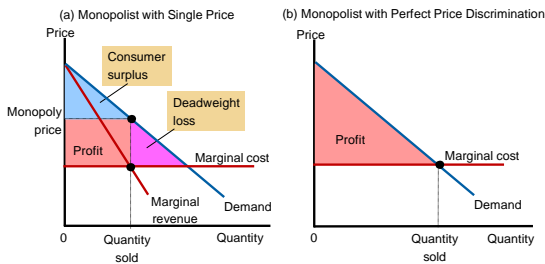 (a) Monopolist with Single Price
Price
Consumer
surplus
Deadweight
loss
Monopoly
price
Profit
Marginal cost
Marginal
revenue
Demand
0
Quantity
sold
Quantity
(b) Monopolist with Perfect Price Discrimination
Price
Profit
Marginal cost
Demand
0
Quantity
sold
Quantity